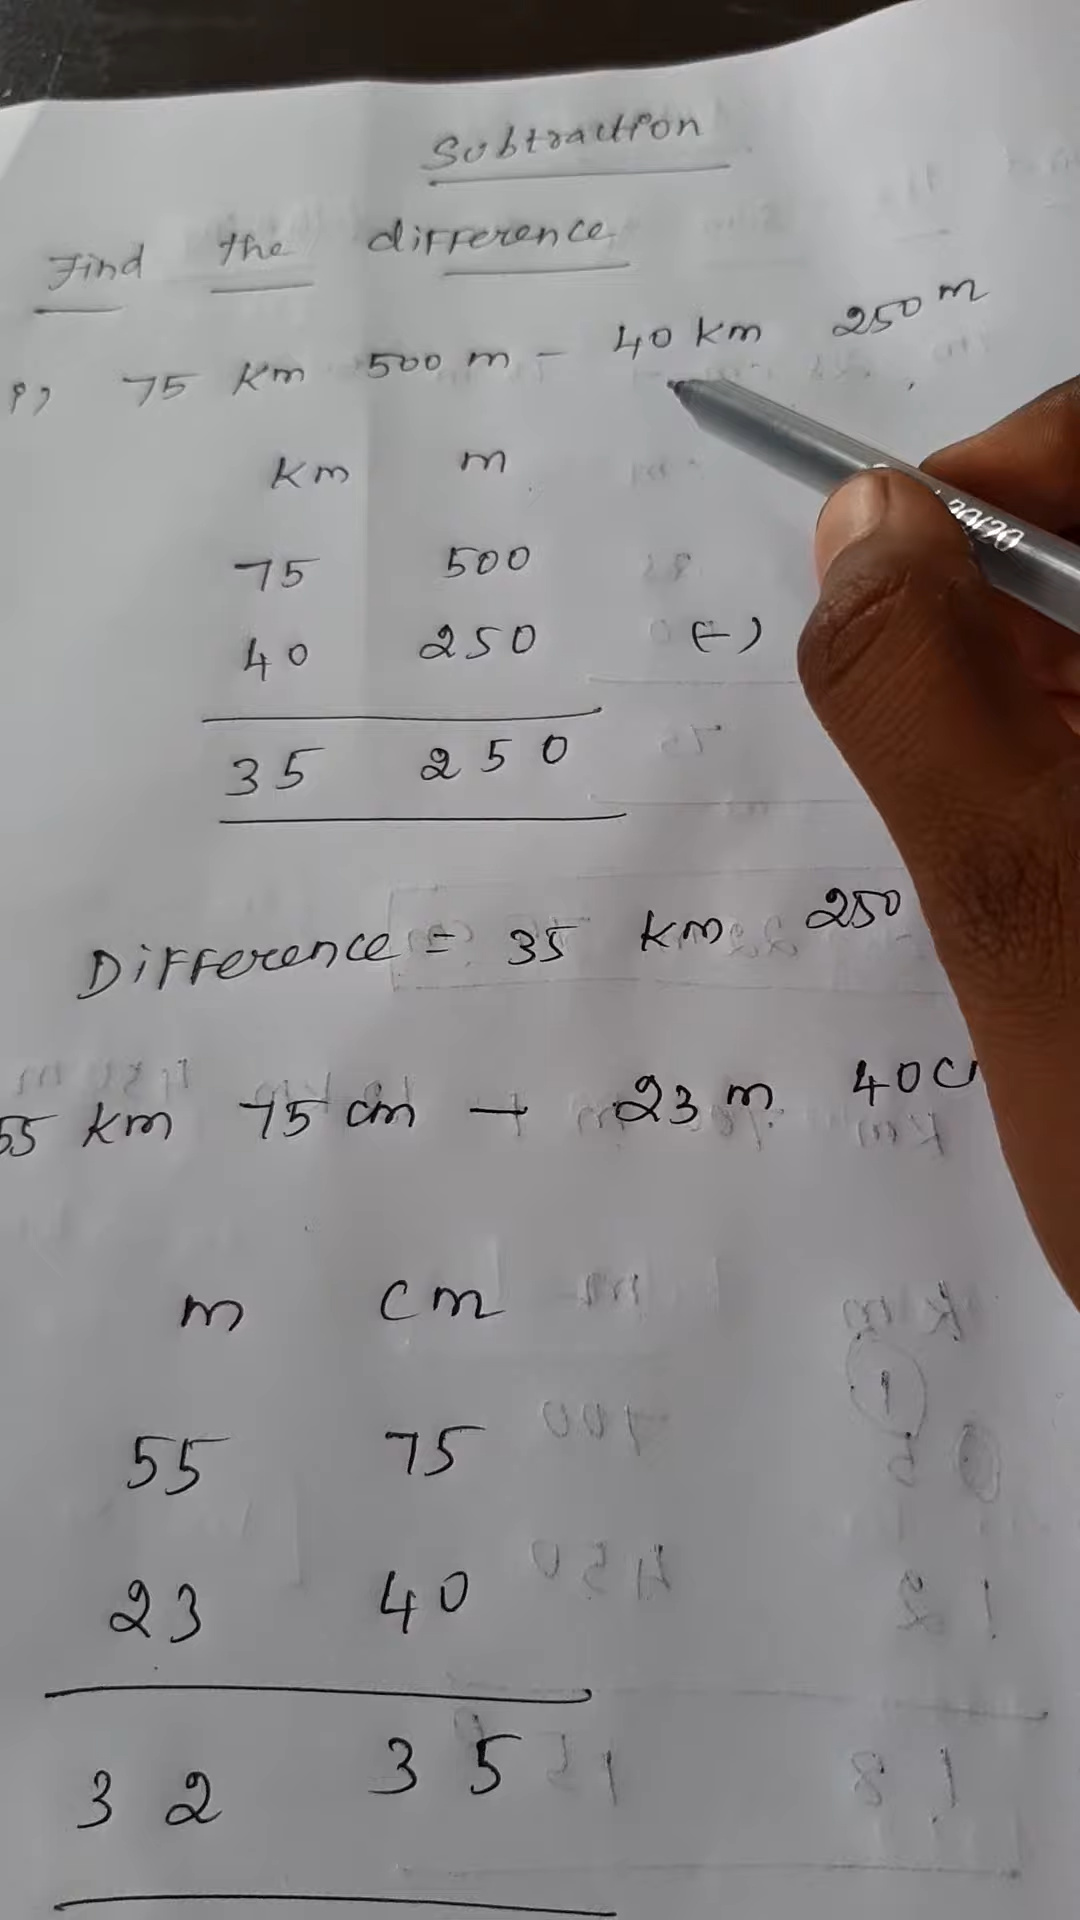 Subtraction
Find the difference
i, 75 Km 500 m - 40 Km 250 m
Km m
75 500
40 250 (-)
35 250
Difference = 35 Km 250
55 Km 75 cm - 23 m 40 c
m cm
55 75
23 40
32 35